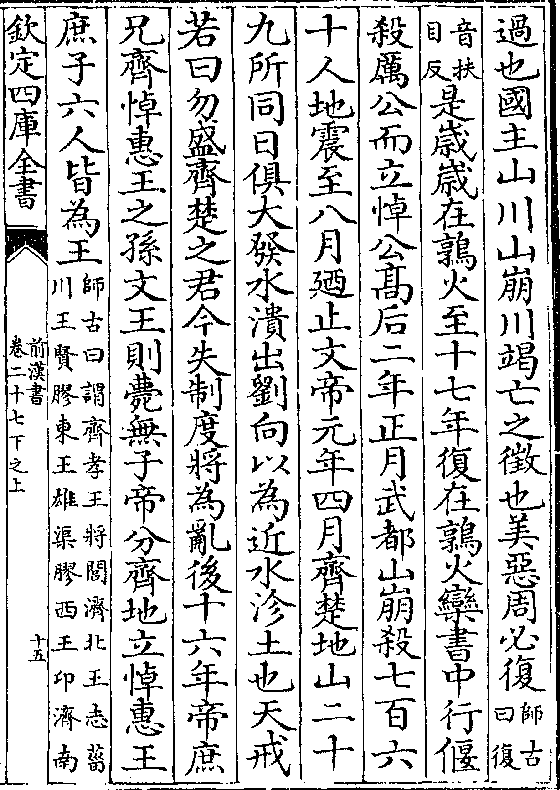 過也國主山川山崩川竭亡之徵也美惡周必復師古曰復
音扶目反是歳歳在鶉火至十七年復在鶉火欒書中行偃
殺厲公而立悼公髙后二年正月武都山崩殺七百六
十人地震至八月廼止文帝元年四月齊楚地山二十
九所同日俱大發水潰出劉向以為近水沴土也天戒
若曰勿盛齊楚之君今失制度將為亂後十六年帝庶
兄齊悼惠王之孫文王則薨無子帝分齊地立悼惠王
庶子六人皆為王師古曰謂齊孝王將閭濟北王志菑川王賢膠東王雄渠膠西王卬濟南
欽定四庫全書
前漢書
卷二十七下之上
十五